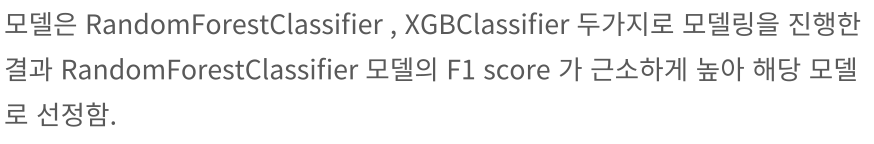 모델은 RandomForestClassifier , XGBClassifier 두가지로 모델링을 진행한
결과 RandomForestClassifier 모델의 F1 score 가 근소하게 높아 해당 모델
로 선정함.